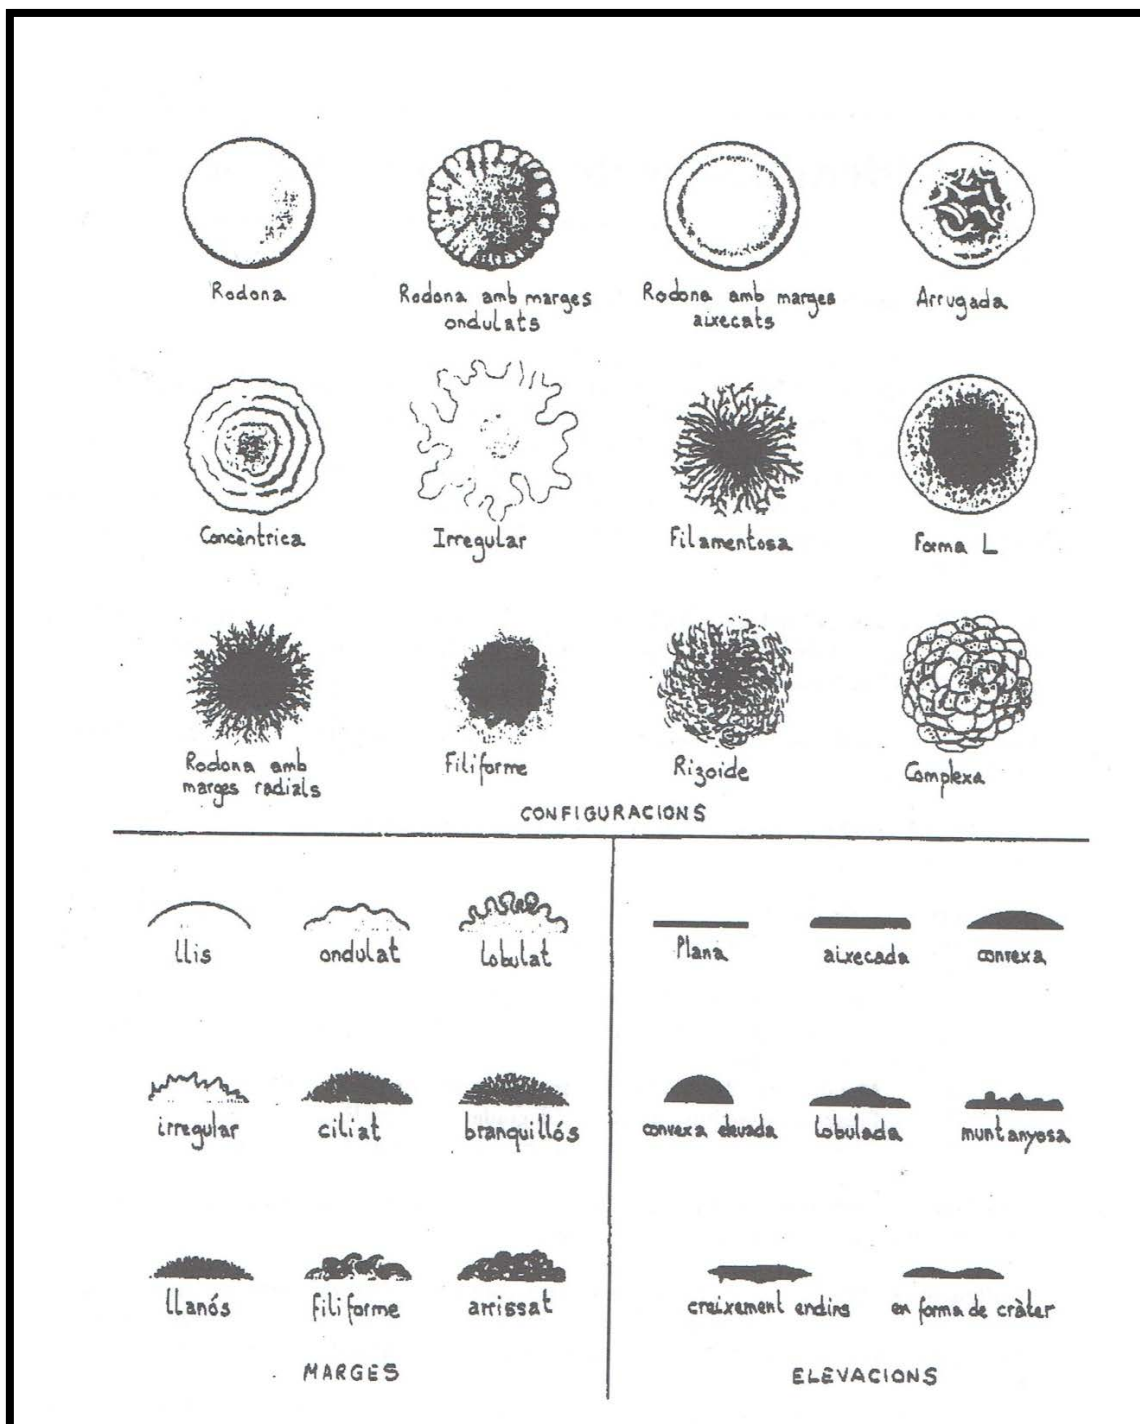 Rodona
Rodona amb marges
ondulats
Rodona amb marges
aixecats
Arrugada
Concèntrica
Irregular
Filamentosa
Forma L
Rodona amb
marges radials
Filiforme
Rizoide
Complexa
CONFIGURACIONS
llis
ondulat
lobulat
Plana
aixecada
convexa
irregular
ciliat
branquillós
convexa elevada
lobulada
muntanyosa
llanós
filiforme
arrissat
creixement endins
en forma de cràter
MARGES
ELEVACIONS